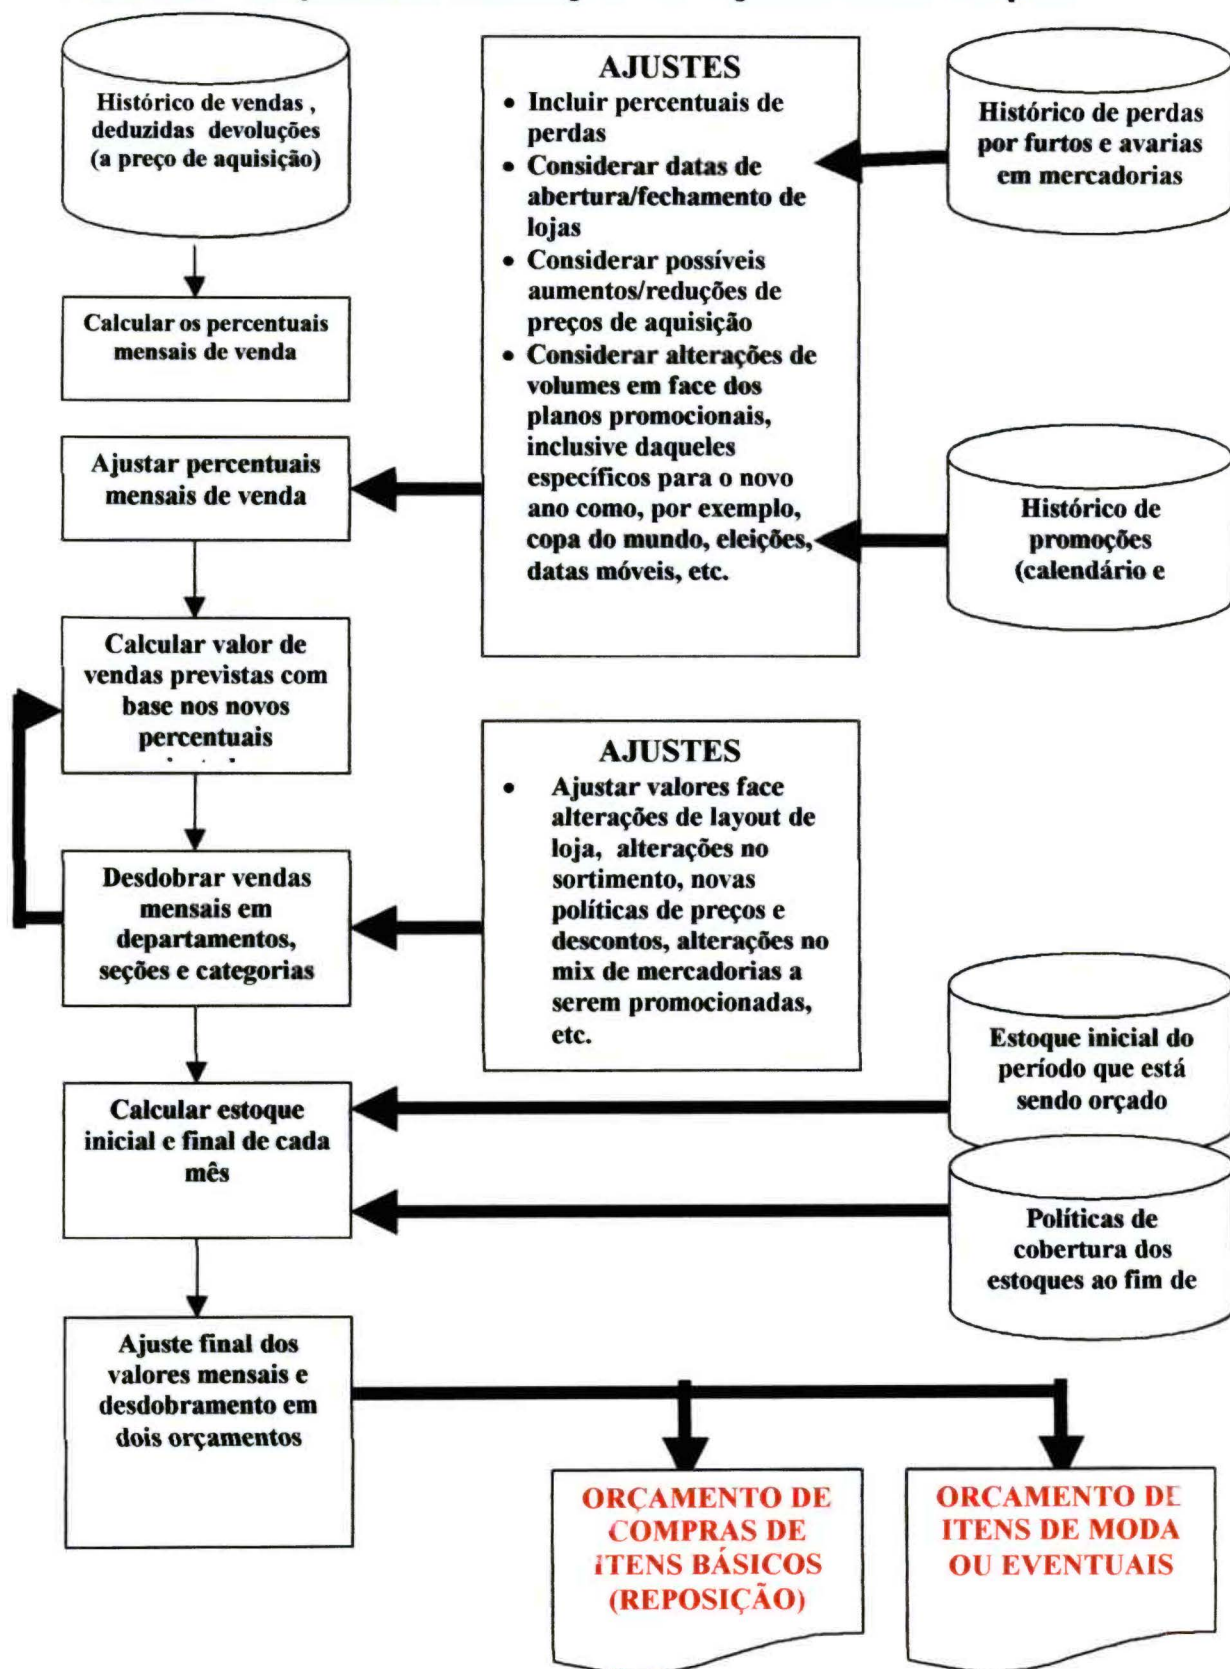 Histórico de vendas ,
deduzidas devoluções
(a preço de aquisição)
Calcular os percentuais
mensais de venda
Ajustar percentuais
mensais de venda
Calcular valor de
vendas previstas com
base nos novos
percentuais
Desdobrar vendas
mensais em
departamentos,
seções e categorias
Calcular estoque
inicial e final de cada
mês
Ajuste final dos
valores mensais e
desdobramento em
dois orçamentos
AJUSTES
• Incluir percentuais de
perdas
• Considerar datas de
abertura/fechamento de
lojas
• Considerar possíveis
aumentos/reduções de
preços de aquisição
• Considerar alterações de
volumes em face dos
planos promocionais,
inclusive daqueles
específicos para o novo
ano como, por exemplo,
copa do mundo, eleições,
datas móveis, etc.
AJUSTES
• Ajustar valores face
alterações de layout de
loja, alterações no
sortimento, novas
políticas de preços e
descontos, alterações no
mix de mercadorias a
serem promocionadas,
etc.
Histórico de perdas
por furtos e avarias
em mercadorias
Histórico de
promoções
(calendário e
Estoque inicial do
período que está
sendo orçado
Políticas de
cobertura dos
estoques ao fim de
ORÇAMENTO DE
COMPRAS DE
ITENS BÁSICOS
(REPOSIÇÃO)
ORÇAMENTO DE
ITENS DE MODA
OU EVENTUAIS